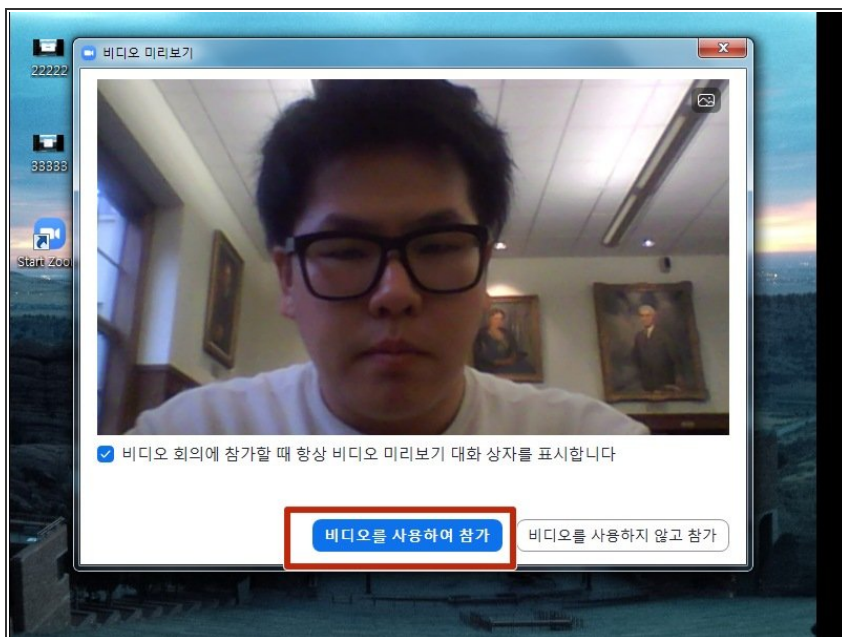 비디오 미리보기
22222
33333
비디오 회의에 참가할 때 항상 비디오 미리보기 대화 상자를 표시합니다
비디오를 사용하여 참가
비디오를 사용하지 않고 참가